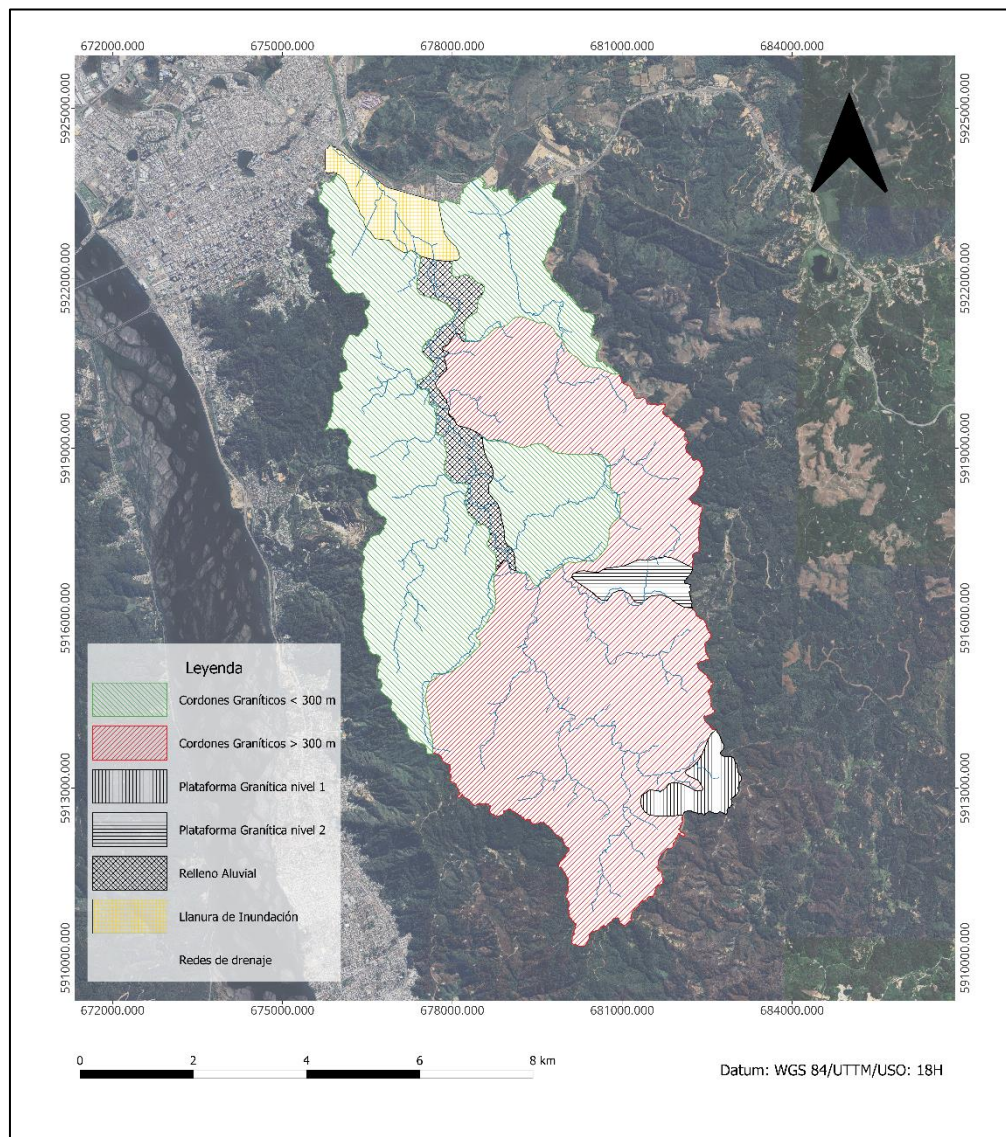 672000.000 675000.000 678000.000 681000.000 684000.000
5925000.000 5925000.000
5922000.000 5922000.000
5919000.000 5919000.000
5916000.000 5916000.000
5913000.000 5913000.000
5910000.000 5910000.000
Leyenda
Cordones Graníticos < 300 m
Cordones Graníticos > 300 m
Plataforma Granítica nivel 1
Plataforma Granítica nivel 2
Relleno Aluvial
Llanura de Inundación
Redes de drenaje
672000.000 675000.000 678000.000 681000.000 684000.000
0 2 4 6 8 km
Datum: WGS 84/UTTM/USO: 18H